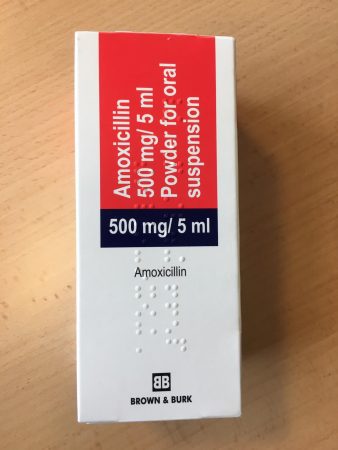 Amoxicillin
500 mg/ 5 ml
Powder for oral
suspension
500 mg/ 5 ml
Amoxicillin
BB
BROWN & BURK